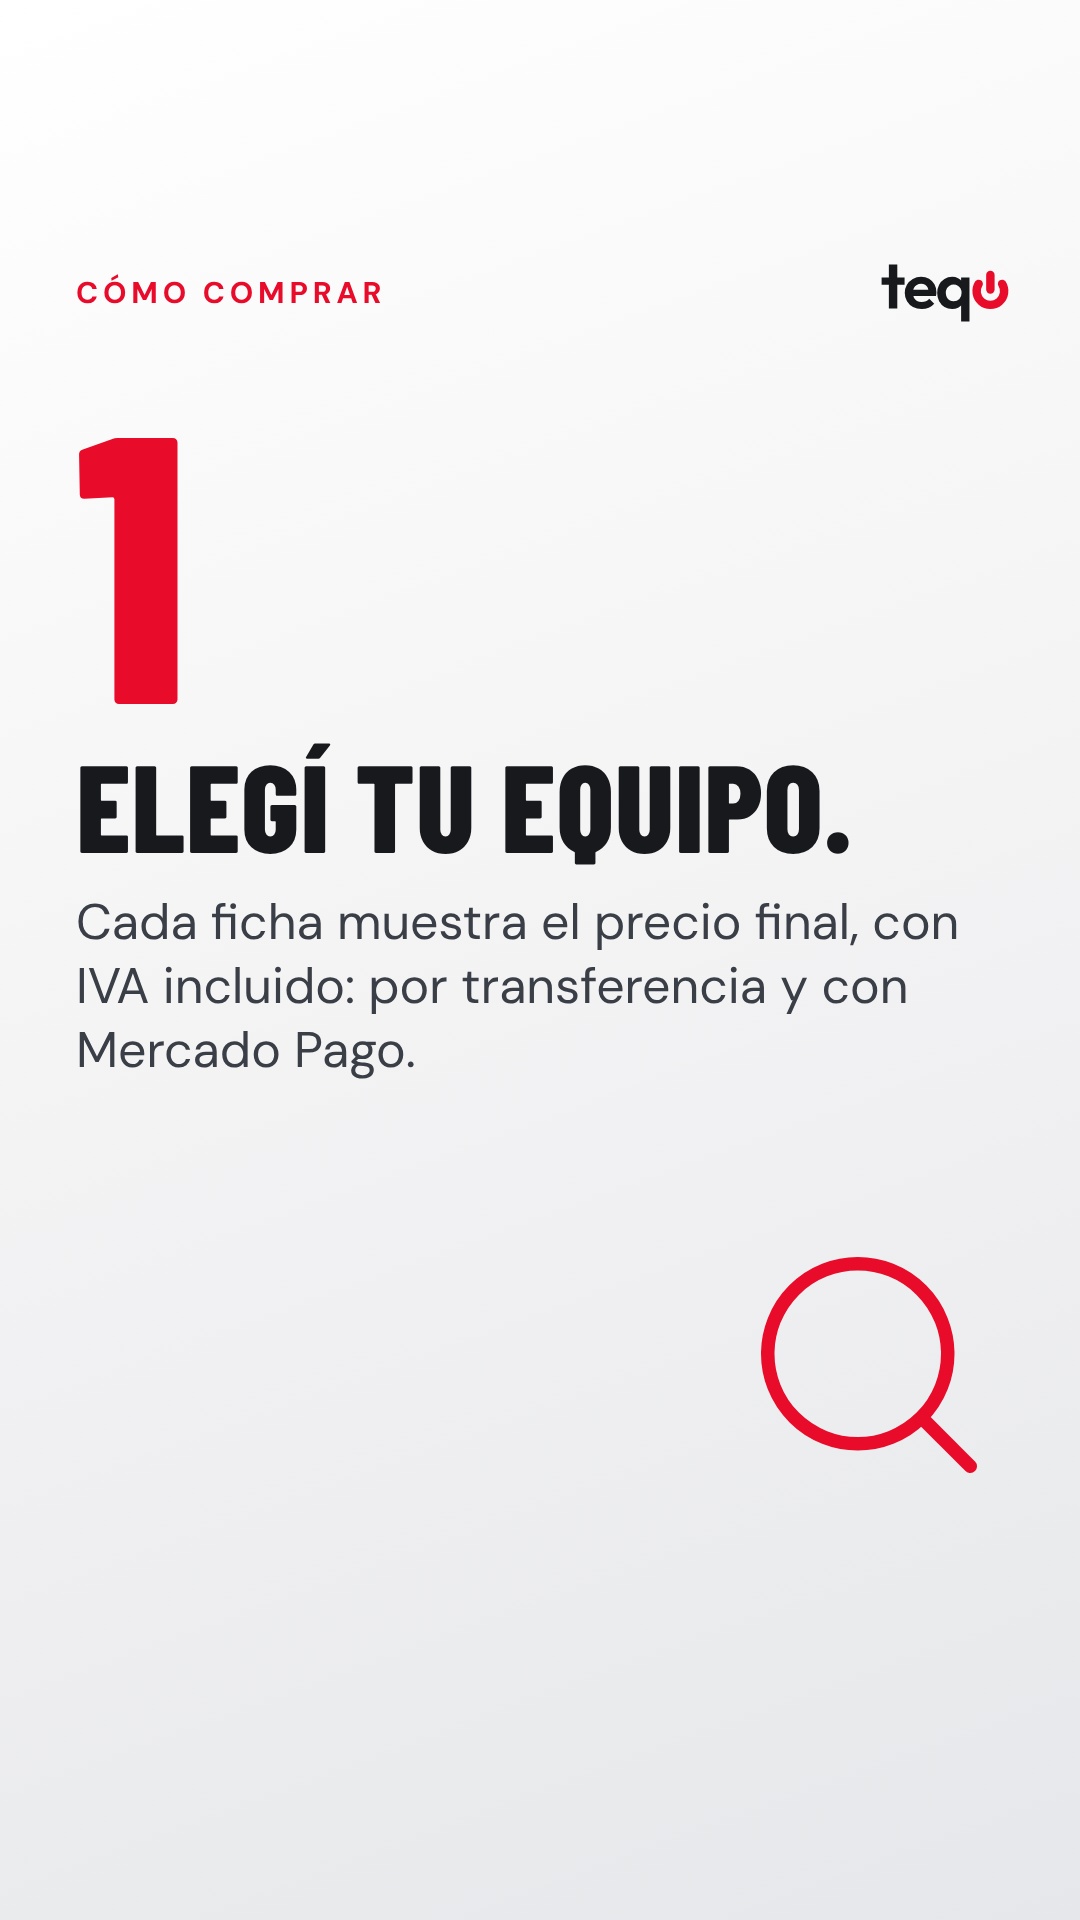 CÓMO COMPRAR
teqo
1
ELEGÍ TU EQUIPO.
Cada ficha muestra el precio final, con
IVA incluido: por transferencia y con
Mercado Pago.